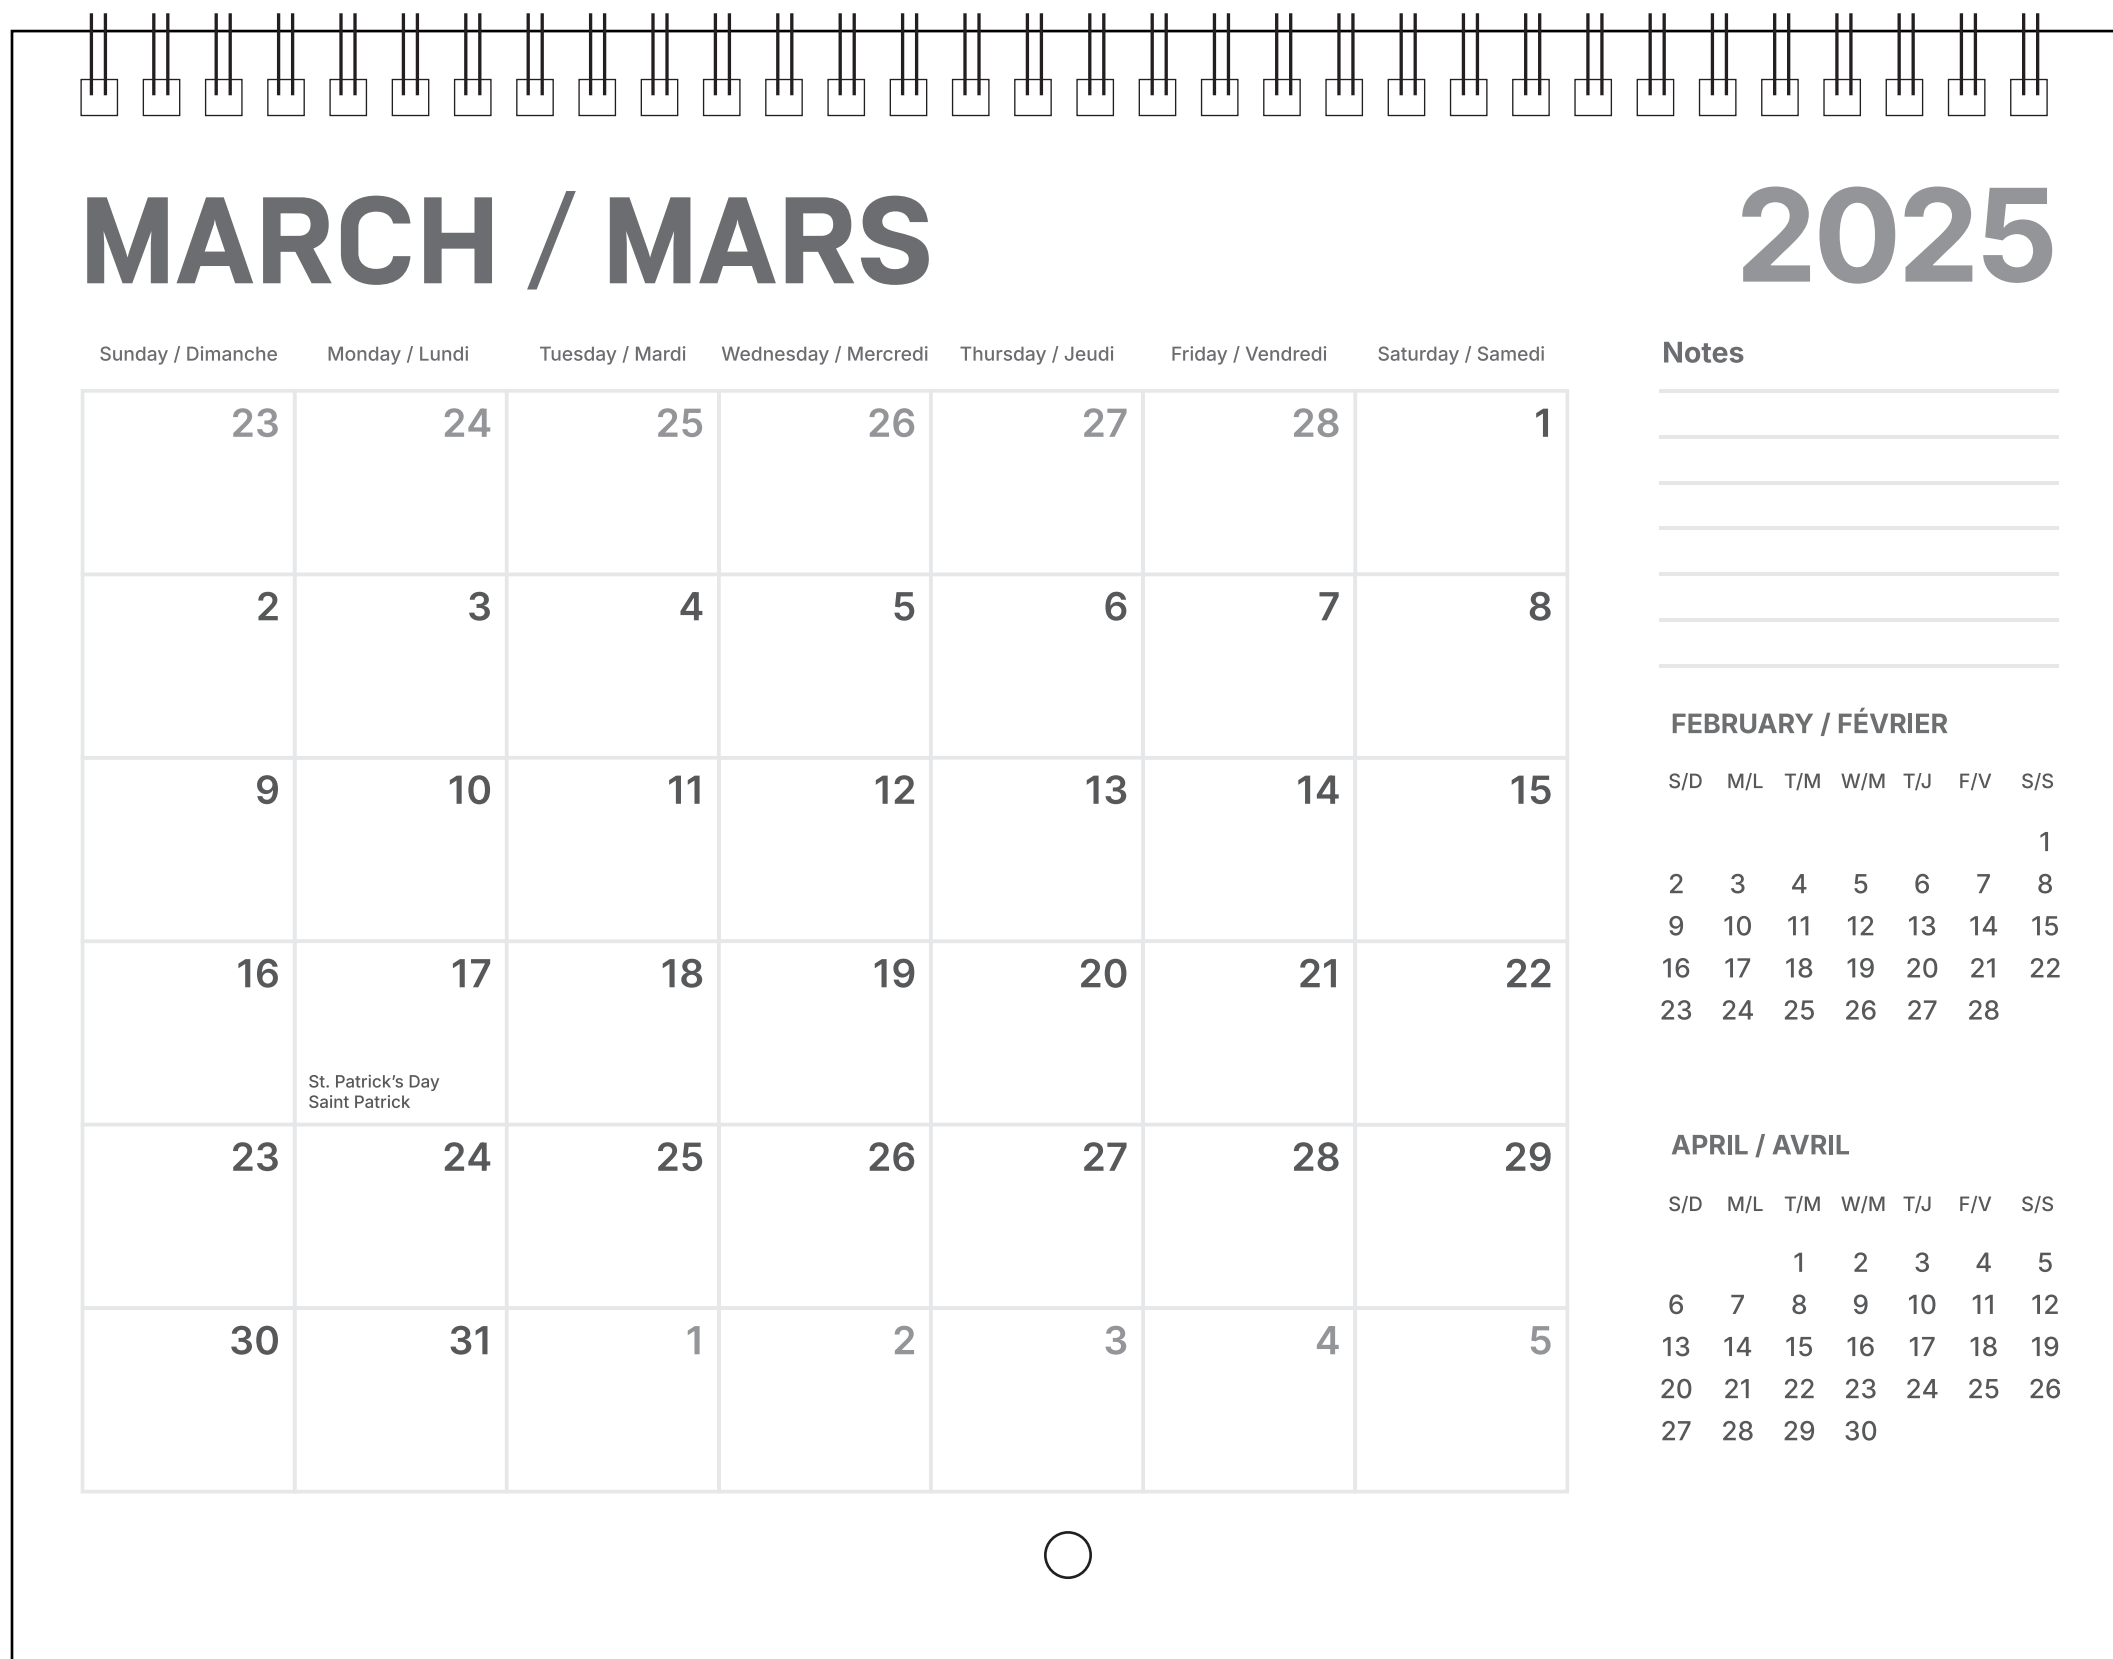 MARCH / MARS
2025
Sunday / Dimanche Monday / Lundi Tuesday / Mardi Wednesday / Mercredi Thursday / Jeudi Friday / Vendredi Saturday / Samedi
23 24 25 26 27 28 1
2 3 4 5 6 7 8
9 10 11 12 13 14 15
16 17 18 19 20 21 22
St. Patrick’s Day
Saint Patrick
23 24 25 26 27 28 29
30 31 1 2 3 4 5
Notes
FEBRUARY / FÉVRIER
S/D M/L T/M W/M T/J F/V S/S
1
2 3 4 5 6 7 8
9 10 11 12 13 14 15
16 17 18 19 20 21 22
23 24 25 26 27 28
APRIL / AVRIL
S/D M/L T/M W/M T/J F/V S/S
1 2 3 4 5
6 7 8 9 10 11 12
13 14 15 16 17 18 19
20 21 22 23 24 25 26
27 28 29 30